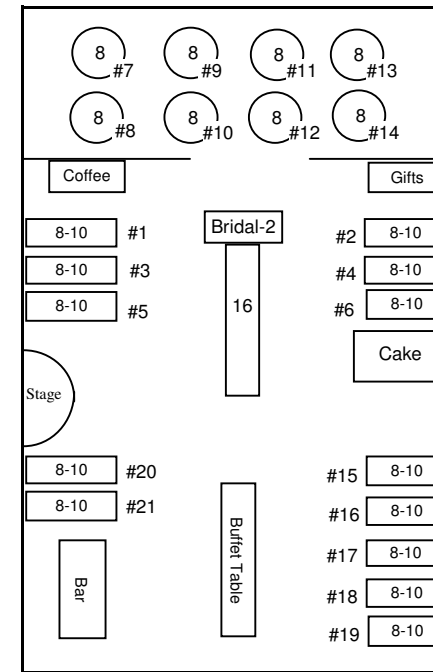 8 8 8 8
#7 #9 #11 #13
8 8 8 8
#8 #10 #12 #14
Coffee Gifts
8-10 #1 Bridal-2 #2 8-10
8-10 #3 #4 8-10
8-10 #5 16 #6 8-10
Cake
Stage
8-10 #20 #15 8-10
8-10 #21 #16 8-10
Bar Buffet Table #17 8-10
#18 8-10
#19 8-10